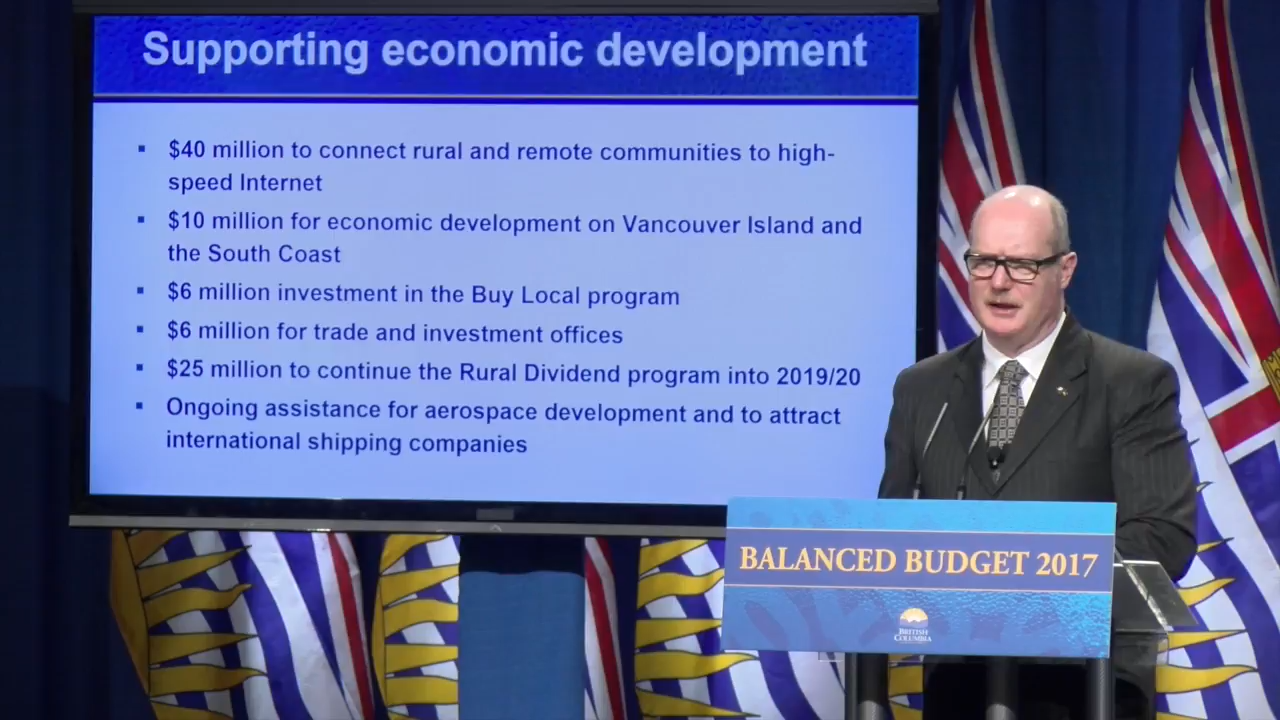 Supporting economic development
▪ $40 million to connect rural and remote communities to high-
speed Internet
▪ $10 million for economic development on Vancouver Island and
the South Coast
▪ $6 million investment in the Buy Local program
▪ $6 million for trade and investment offices
▪ $25 million to continue the Rural Dividend program into 2019/20
▪ Ongoing assistance for aerospace development and to attract
international shipping companies
BALANCED BUDGET 2017
BRITISH
COLUMBIA